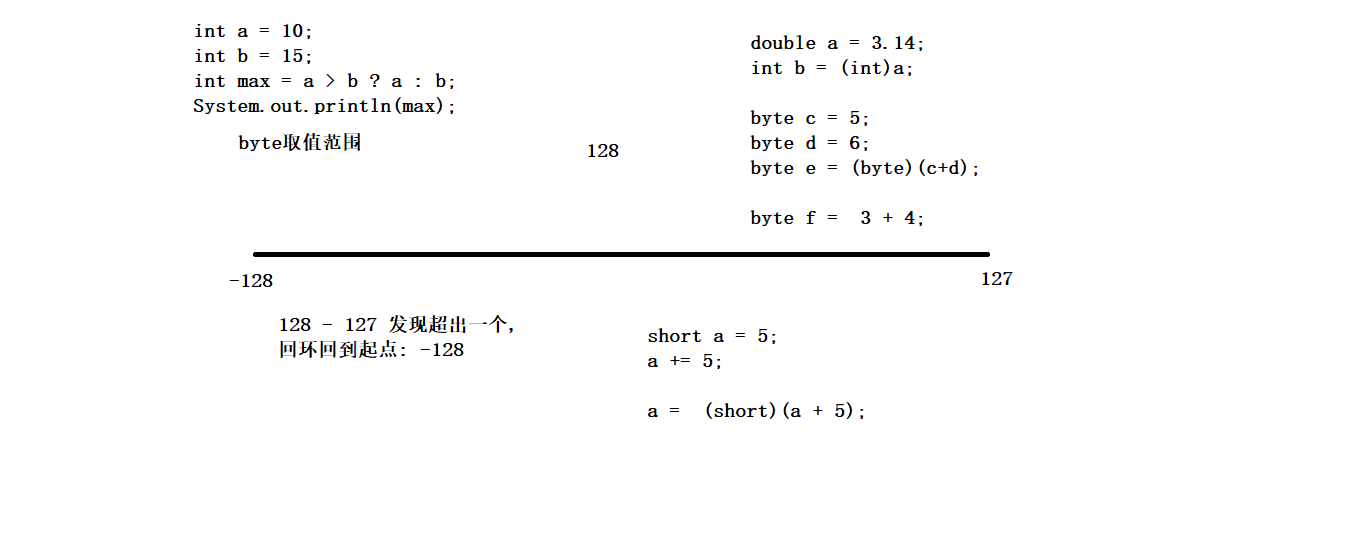 int a = 10;
int b = 15;
int max = a > b ? a : b;
System.out.println(max);
byte取值范围
128
double a = 3.14;
int b = (int)a;
byte c = 5;
byte d = 6;
byte e = (byte)(c+d);
byte f =  3 + 4;
-128
127
128 - 127 发现超出一个,
回环回到起点: -128
short a = 5;
a += 5;
a =  (short)(a + 5);